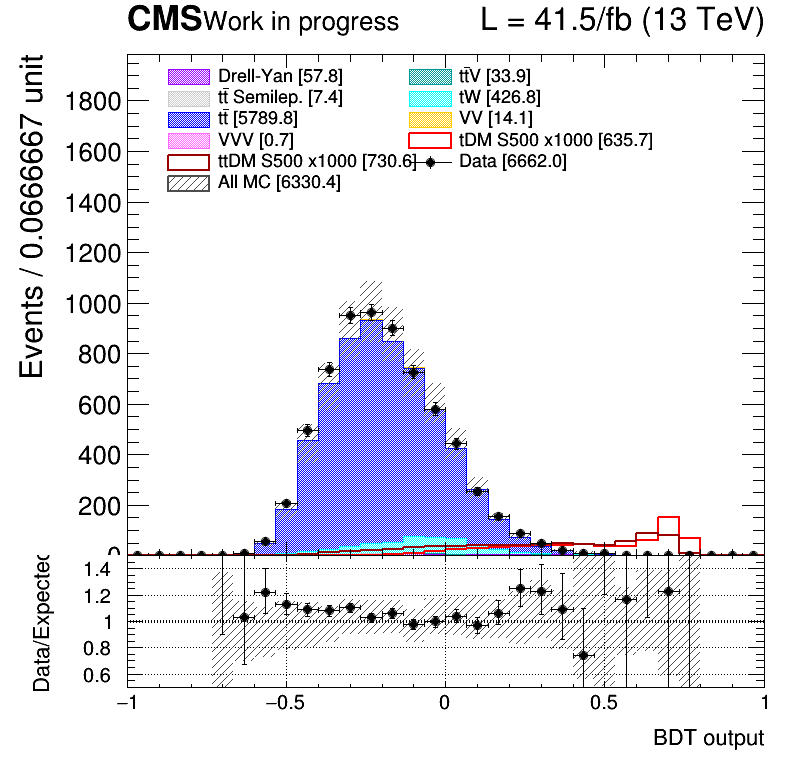 CMS Work in progress L = 41.5/fb (13 TeV)
Events / 0.0666667 unit
Drell-Yan [57.8] tt̄V [33.9]
tt̄ Semilep. [7.4] tW [426.8]
tt̄ [5789.8] VV [14.1]
VVV [0.7] tDM S500 x1000 [635.7]
ttDM S500 x1000 [730.6] Data [6662.0]
All MC [6330.4]
1800
1600
1400
1200
1000
800
600
400
200
0
Data/Expected
1.4
1.2
1
0.8
0.6
−1 −0.5 0 0.5 1
BDT output